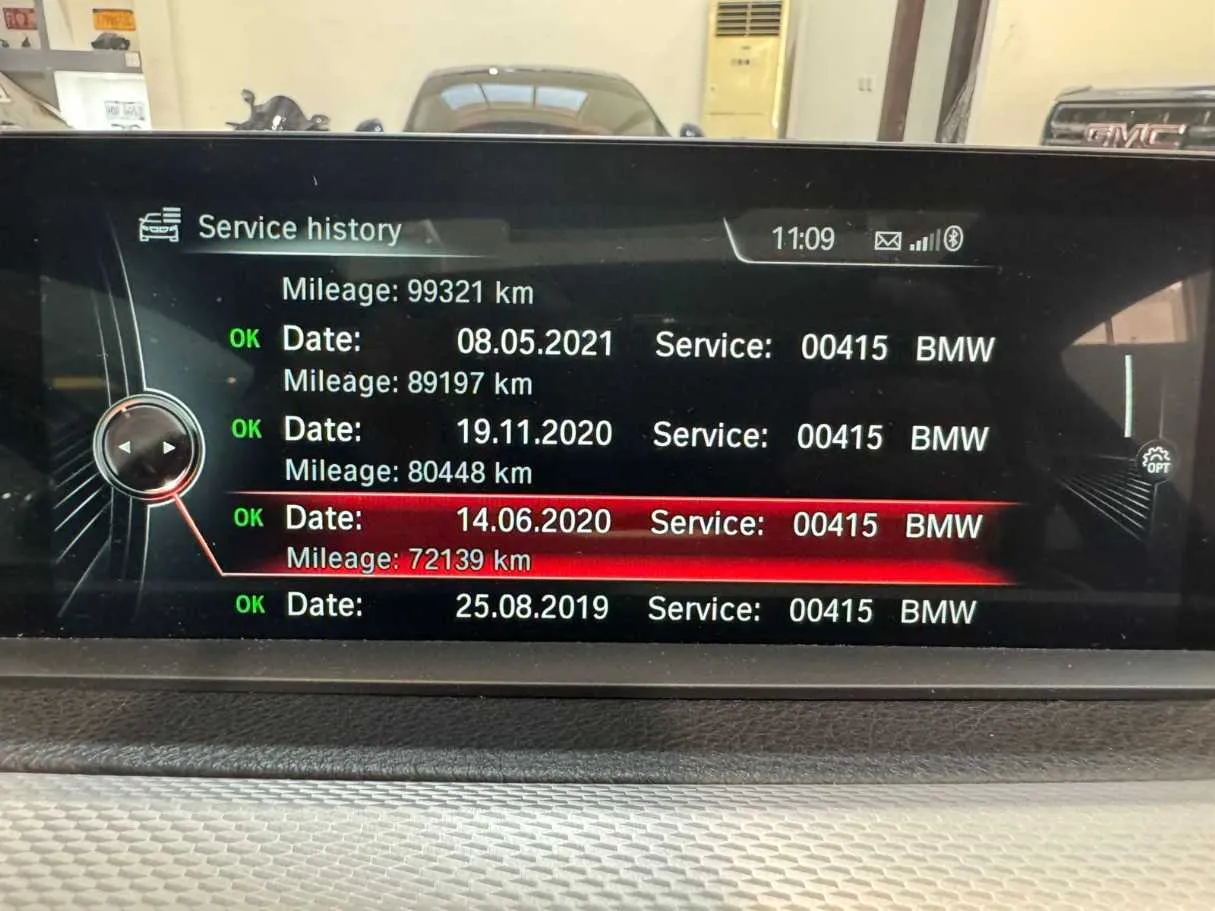 GMC
Service history
11:09
Mileage: 99321 km
OK Date: 08.05.2021 Service: 00415 BMW
Mileage: 89197 km
OK Date: 19.11.2020 Service: 00415 BMW
Mileage: 80448 km
OPT
OK Date: 14.06.2020 Service: 00415 BMW
Mileage: 72139 km
OK Date: 25.08.2019 Service: 00415 BMW